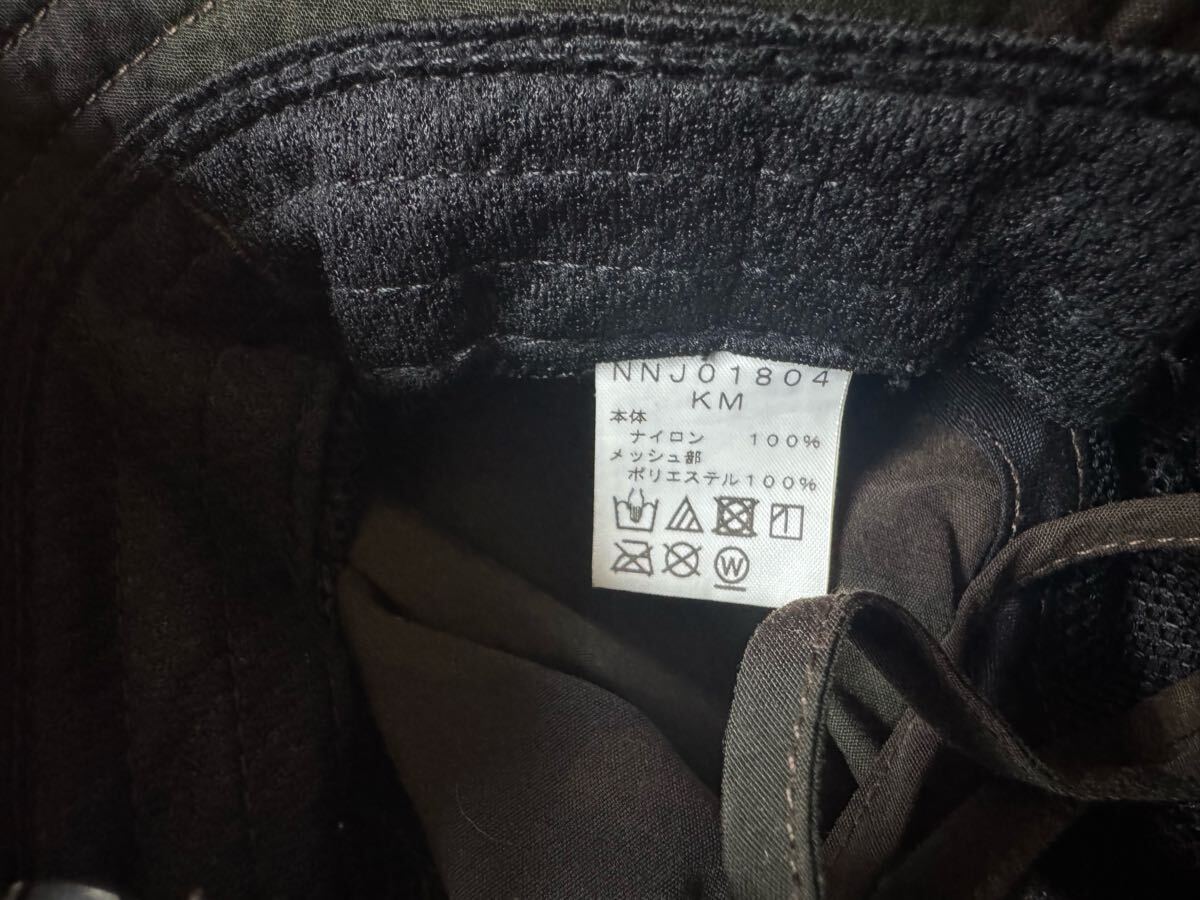 NNJ01804
KM
本体
ナイロン 100%
メッシュ部
ポリエステル100%
W